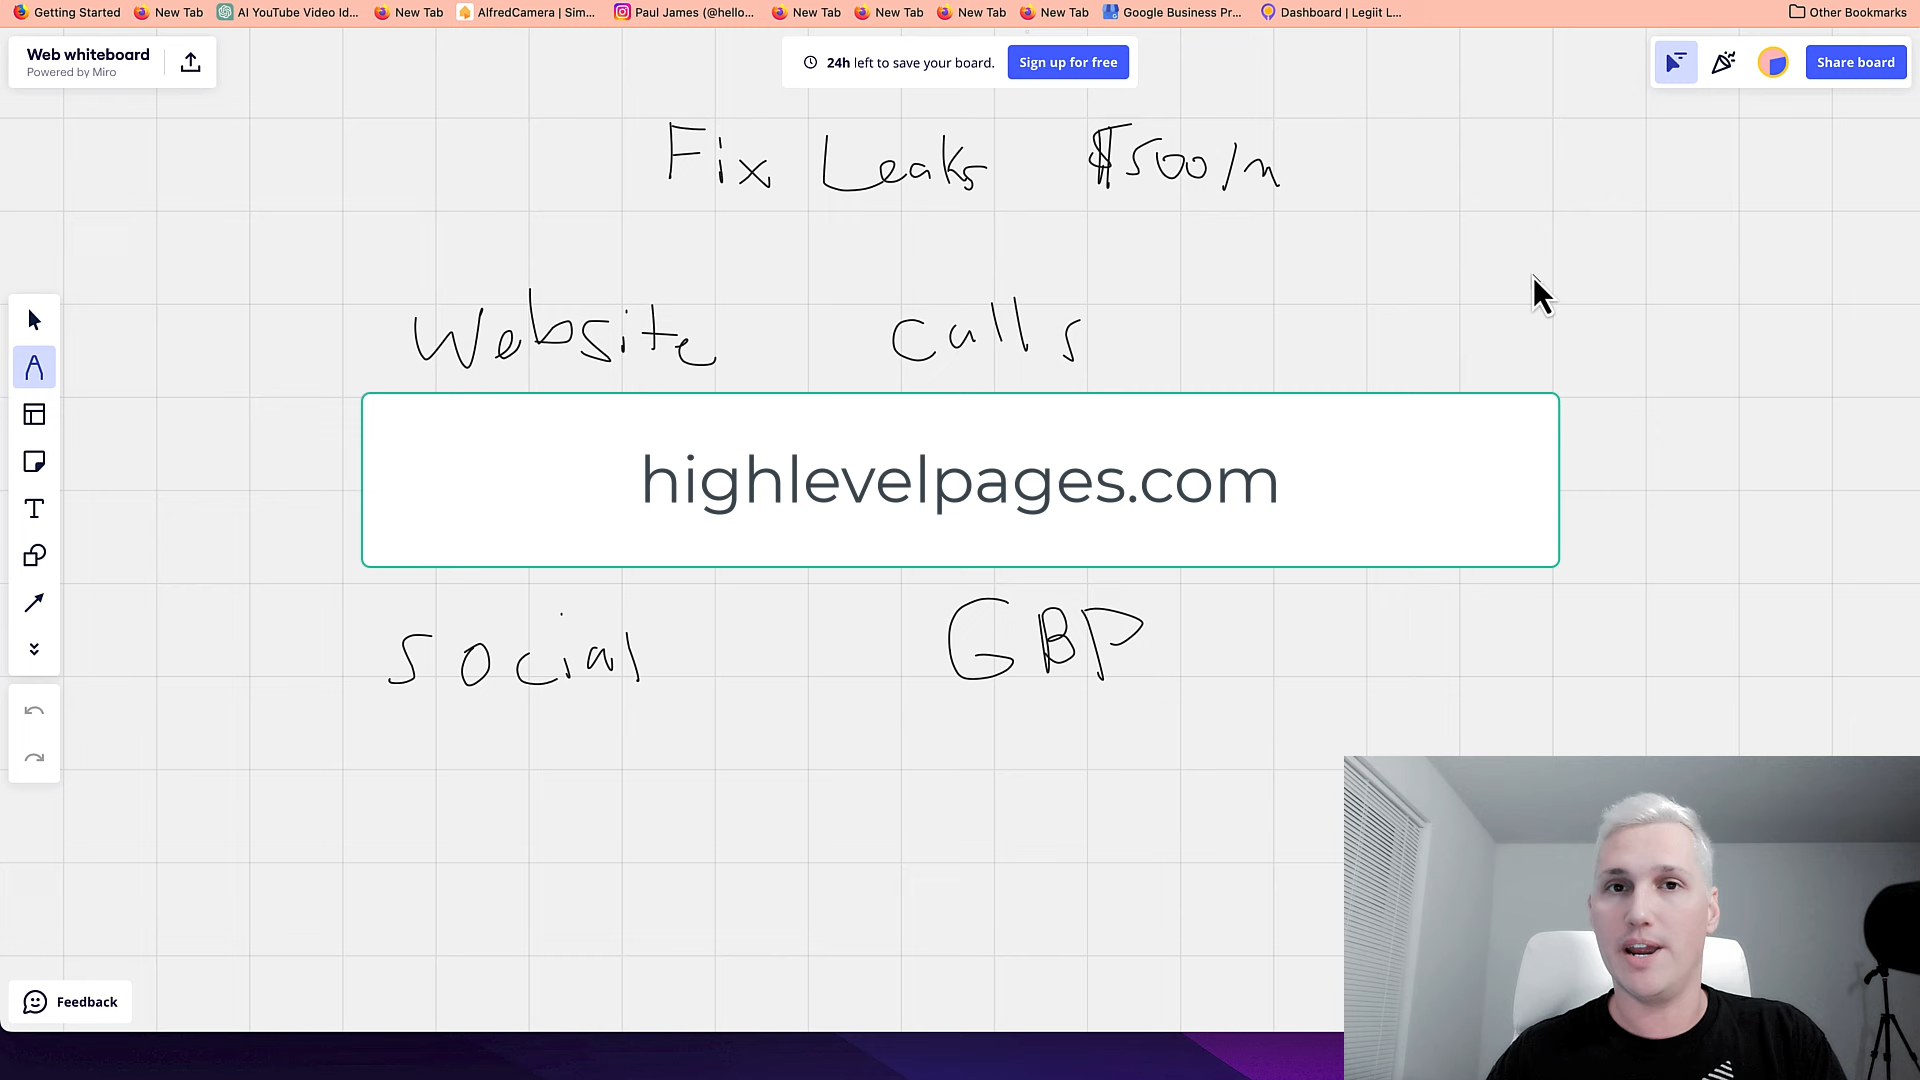 Getting Started New Tab AI YouTube Video Id... New Tab AlfredCamera | Sim... Paul James (@hello... New Tab New Tab New Tab New Tab Google Business Pr... Dashboard | Legiit L... Other Bookmarks
Web whiteboard
Powered by Miro
24h left to save your board. Sign up for free
Share board
Fix Leaks $500/m
Website calls
highlevelpages.com
T
social GBP
Feedback